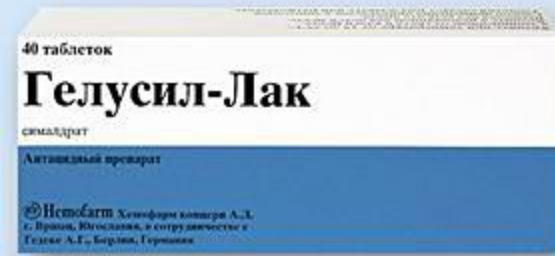 40 таблеток
Гелусил-Лак
сималдрат
Антацидный препарат
Hemofarm Хемофарм концерн А.Д.
г. Вршац, Югославия, в сотрудничестве с
Гедеке А.Г., Берлин, Германия